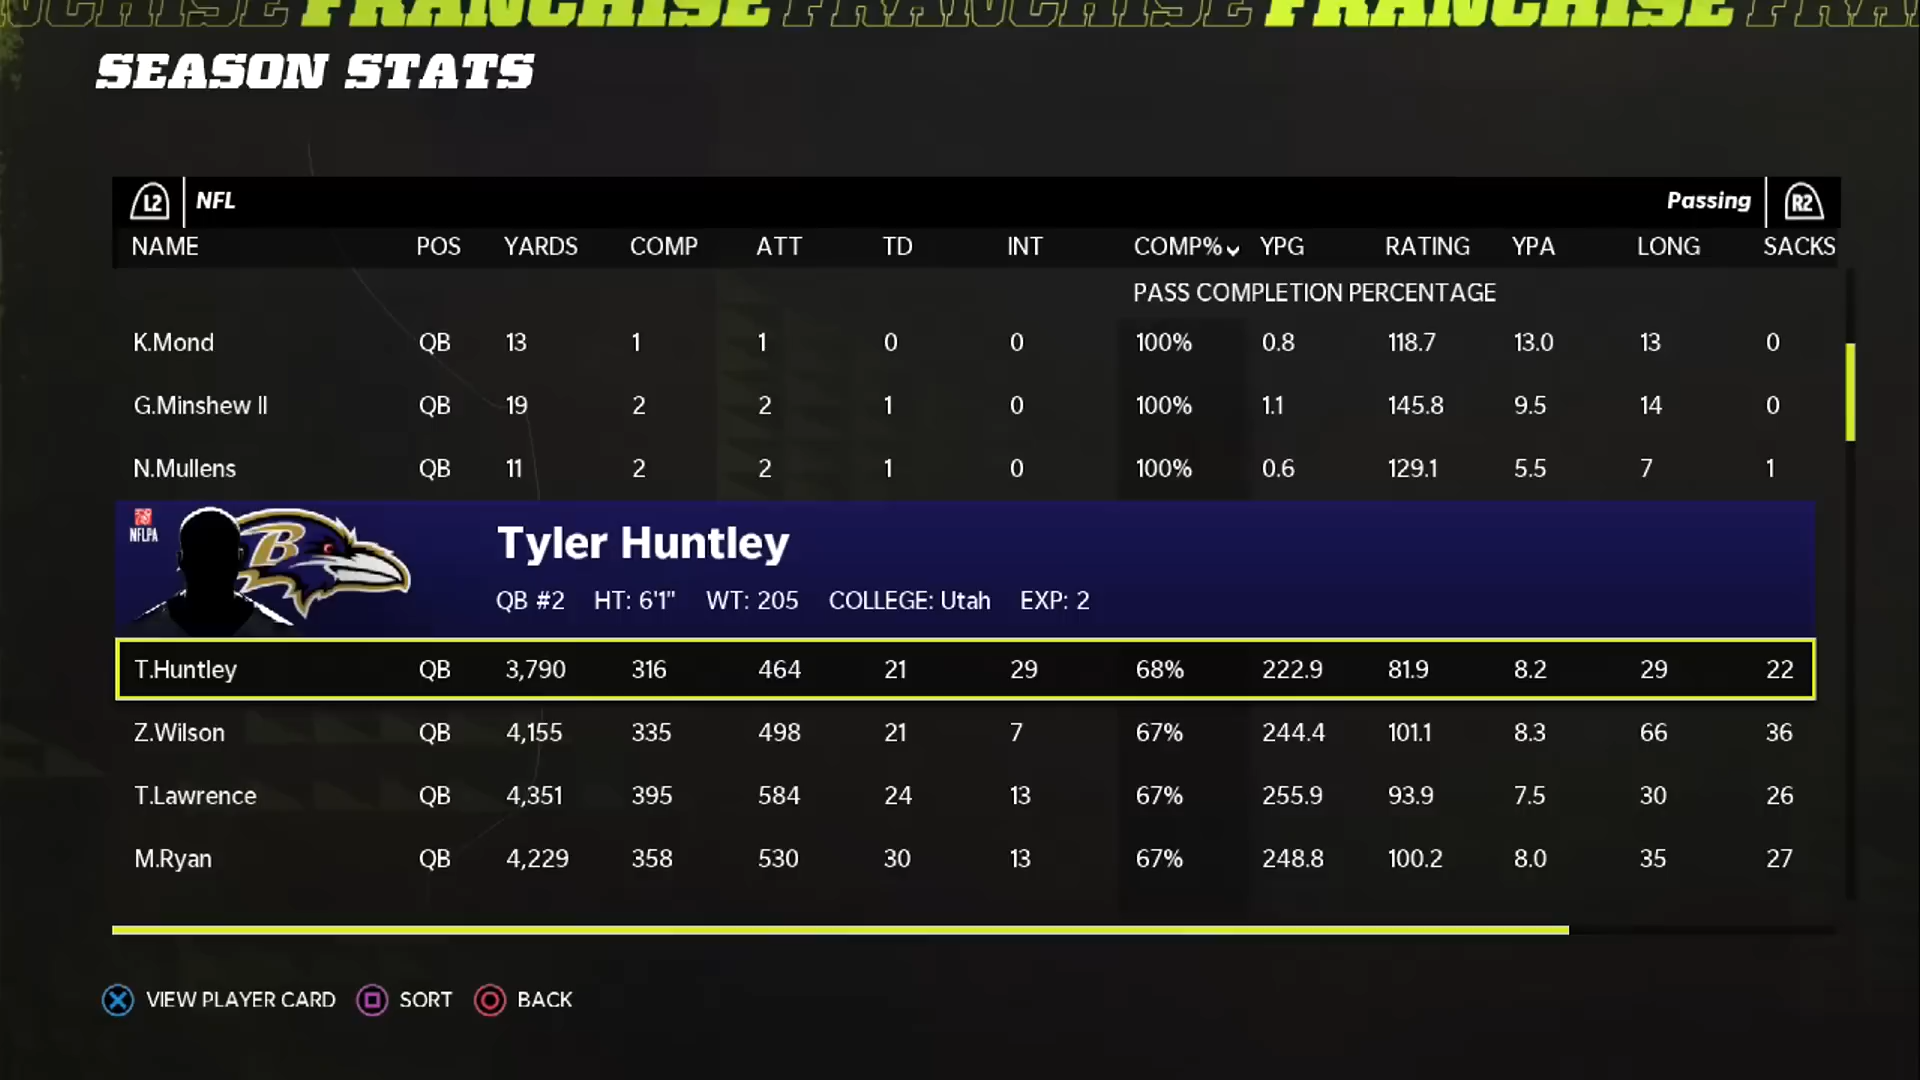 FRANCHISE FRANCHISE FRANCHISE
SEASON STATS
L2 NFL Passing R2
NAME POS YARDS COMP ATT TD INT COMP% YPG RATING YPA LONG SACKS
PASS COMPLETION PERCENTAGE
K.Mond QB 13 1 1 0 0 100% 0.8 118.7 13.0 13 0
G.Minshew II QB 19 2 2 1 0 100% 1.1 145.8 9.5 14 0
N.Mullens QB 11 2 2 1 0 100% 0.6 129.1 5.5 7 1
NFLPA
B
Tyler Huntley
QB #2 HT: 6'1" WT: 205 COLLEGE: Utah EXP: 2
T.Huntley QB 3,790 316 464 21 29 68% 222.9 81.9 8.2 29 22
Z.Wilson QB 4,155 335 498 21 7 67% 244.4 101.1 8.3 66 36
T.Lawrence QB 4,351 395 584 24 13 67% 255.9 93.9 7.5 30 26
M.Ryan QB 4,229 358 530 30 13 67% 248.8 100.2 8.0 35 27
VIEW PLAYER CARD SORT BACK